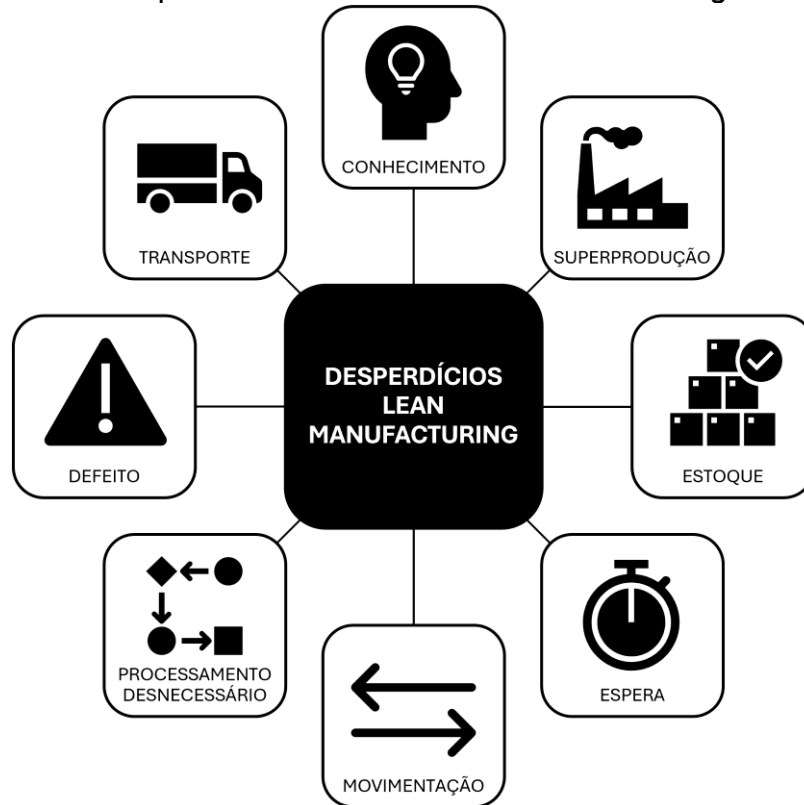 CONHECIMENTO
TRANSPORTE
SUPERPRODUÇÃO
DESPERDÍCIOS
LEAN
MANUFACTURING
DEFEITO
ESTOQUE
PROCESSAMENTO
DESNECESSÁRIO
ESPERA
MOVIMENTAÇÃO